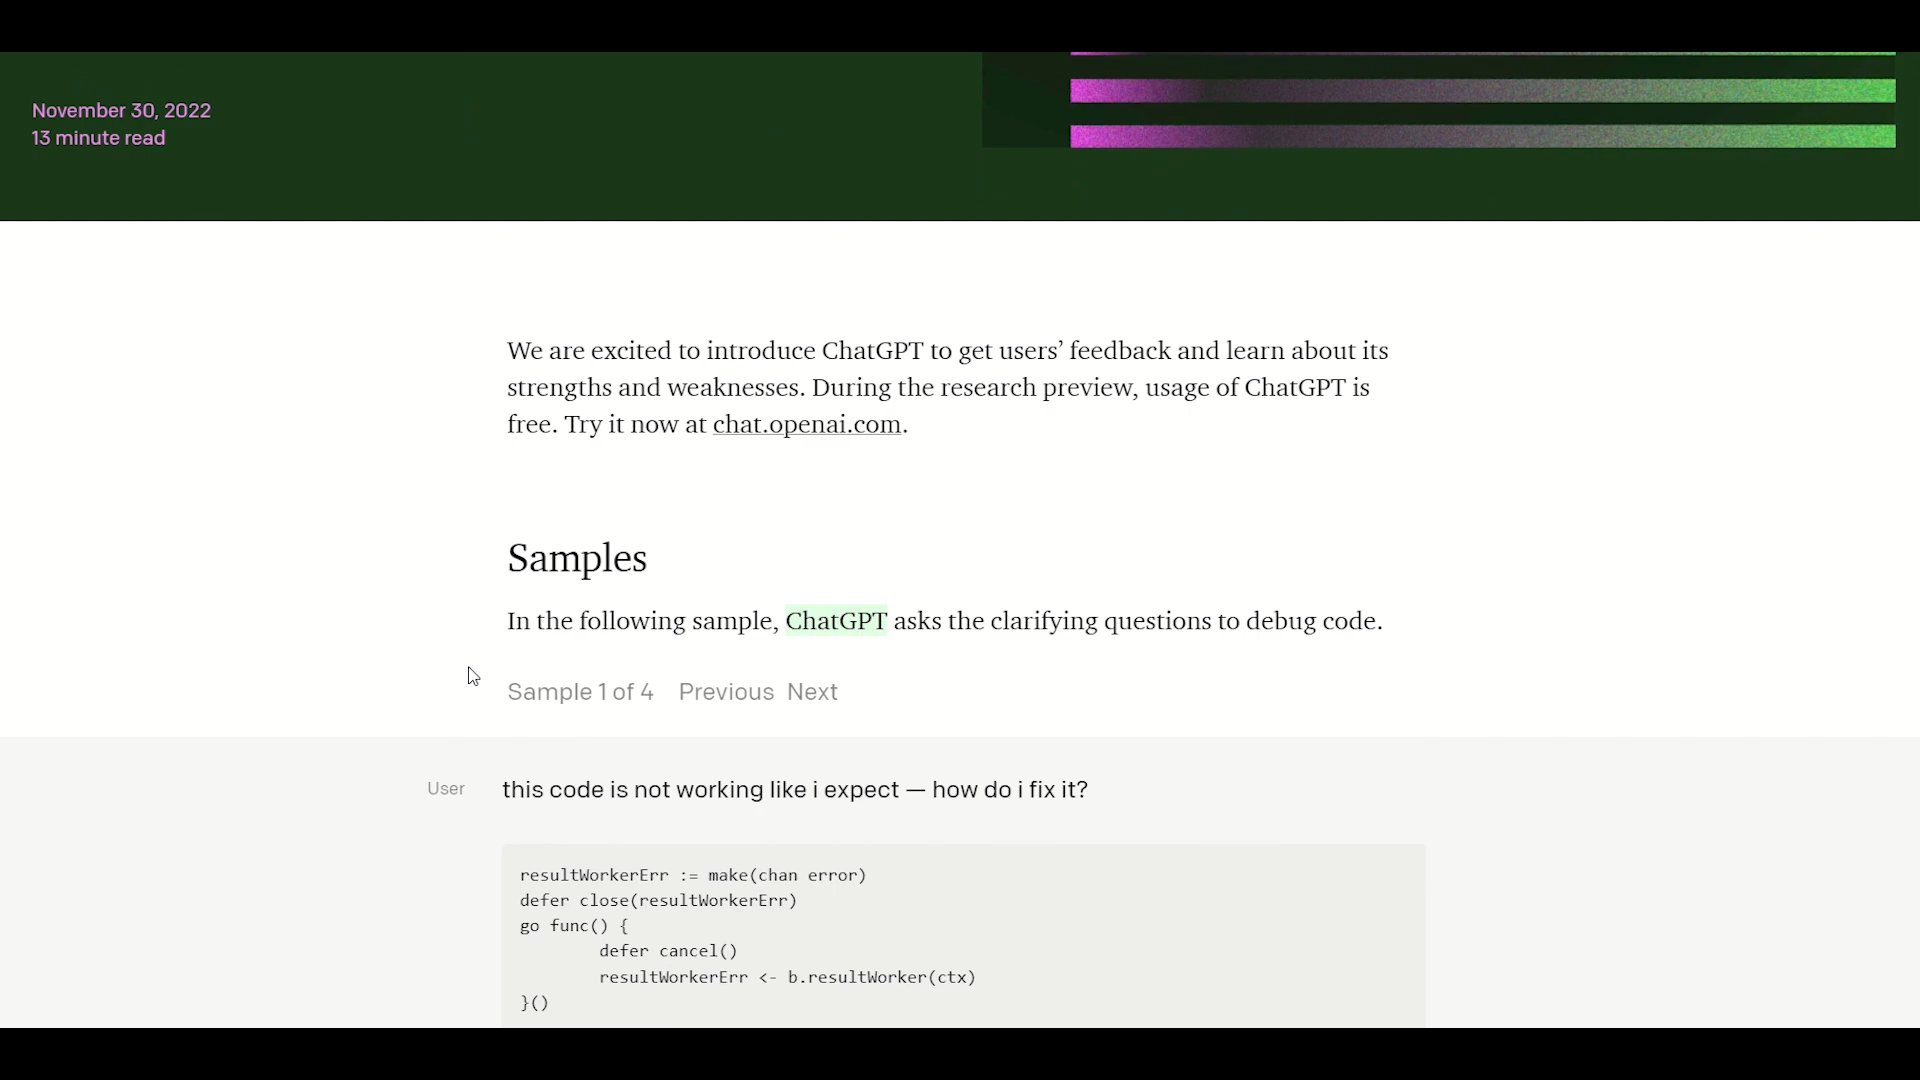 November 30, 2022
13 minute read
We are excited to introduce ChatGPT to get users’ feedback and learn about its
strengths and weaknesses. During the research preview, usage of ChatGPT is
free. Try it now at chat.openai.com.
Samples
In the following sample, ChatGPT asks the clarifying questions to debug code.
Sample 1 of 4 Previous Next
User this code is not working like i expect — how do i fix it?
resultWorkerErr := make(chan error)
defer close(resultWorkerErr)
go func() {
defer cancel()
resultWorkerErr <- b.resultWorker(ctx)
}()